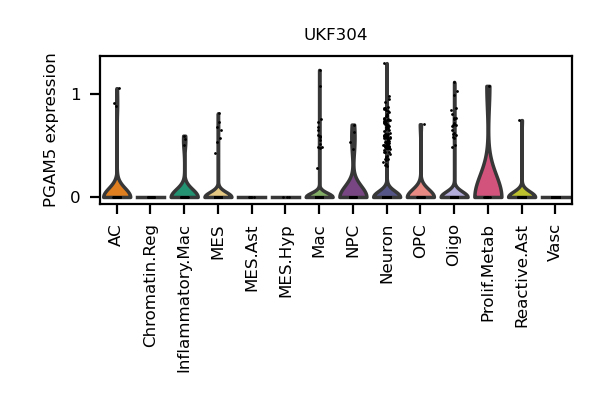 UKF304
PGAM5 expression
1
0
AC
Chromatin.Reg
Inflammatory.Mac
MES
MES.Ast
MES.Hyp
Mac
NPC
Neuron
OPC
Oligo
Prolif.Metab
Reactive.Ast
Vasc